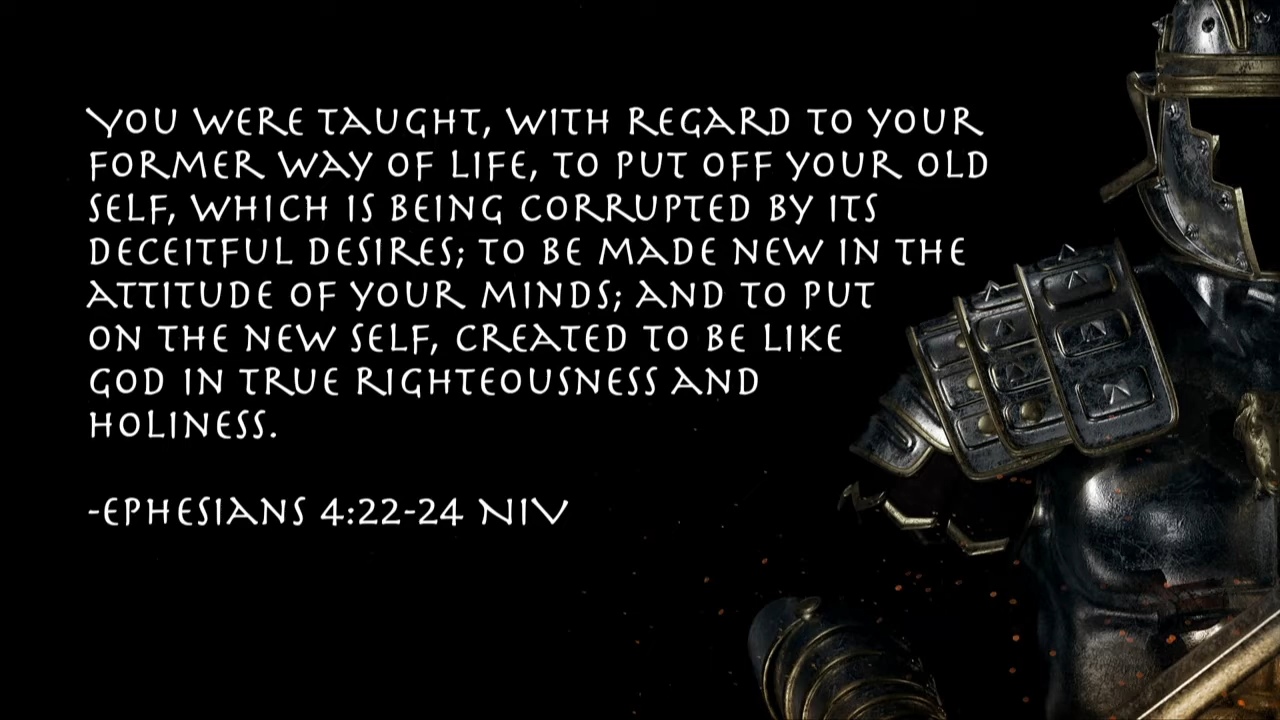 You were taught, with regard to your
former way of life, to put off your old
self, which is being corrupted by its
deceitful desires; to be made new in the
attitude of your minds; and to put
on the new self, created to be like
God in true righteousness and
holiness.
-Ephesians 4:22-24 NIV